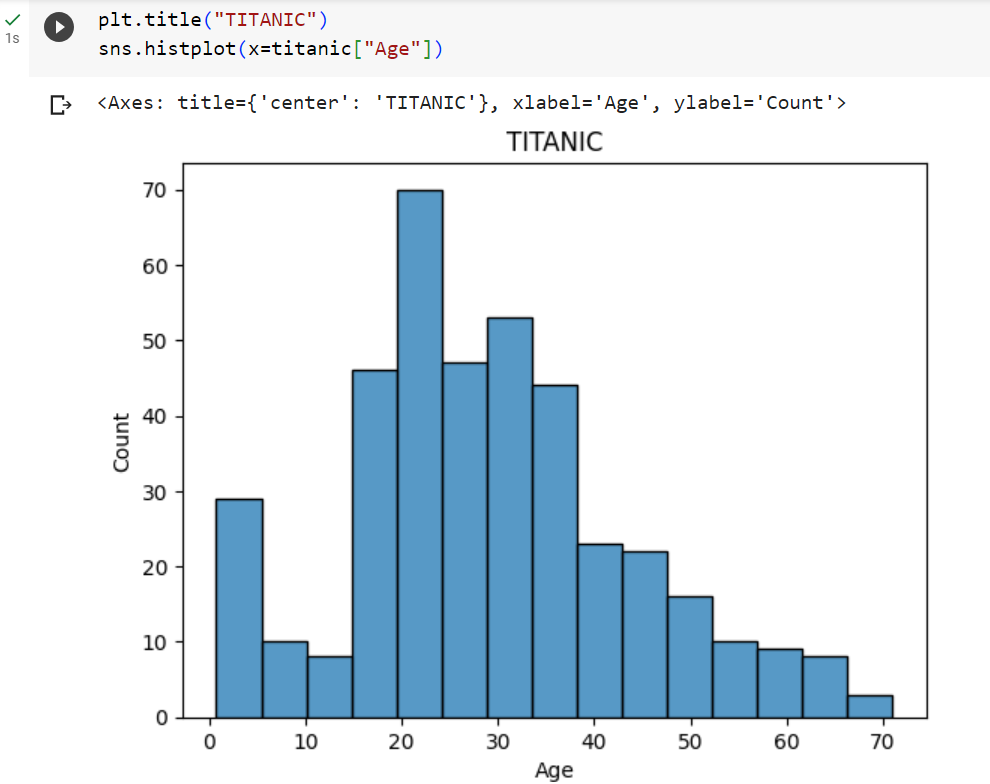 plt.title("TITANIC")
1s
sns.histplot(x=titanic["Age"])
<Axes: title={'center': 'TITANIC'}, xlabel='Age', ylabel='Count'>
TITANIC
70
60
50
40
30
20
10
0
Count
0 10 20 30 40 50 60 70
Age